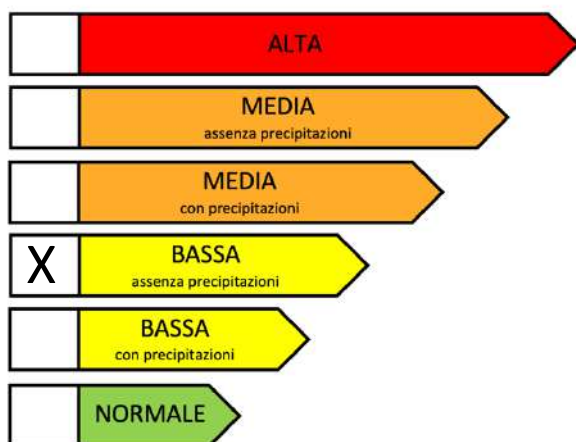 ALTA
MEDIA
assenza precipitazioni
MEDIA
con precipitazioni
X
BASSA
assenza precipitazioni
BASSA
con precipitazioni
NORMALE